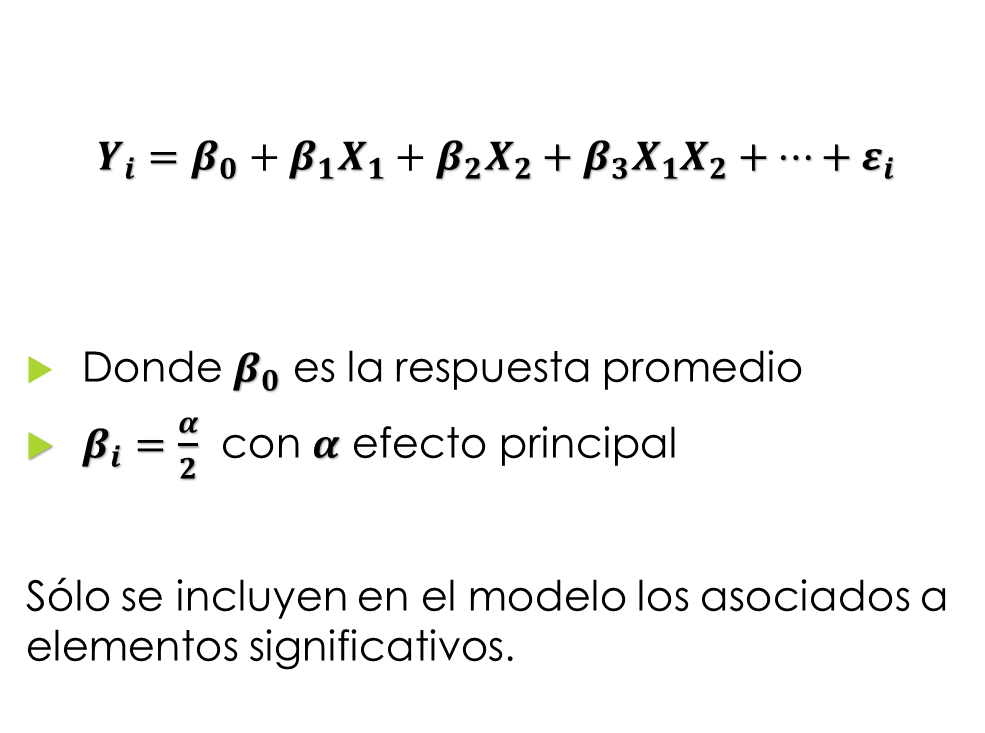 𝒀ᵢ = 𝜷₀ + 𝜷₁𝑿₁ + 𝜷₂𝑿₂ + 𝜷₃𝑿₁𝑿₂ + ⋯ + 𝜺ᵢ
Donde 𝜷₀ es la respuesta promedio
𝜷ᵢ = 𝜶/2 con 𝜶 efecto principal
Sólo se incluyen en el modelo los asociados a
elementos significativos.